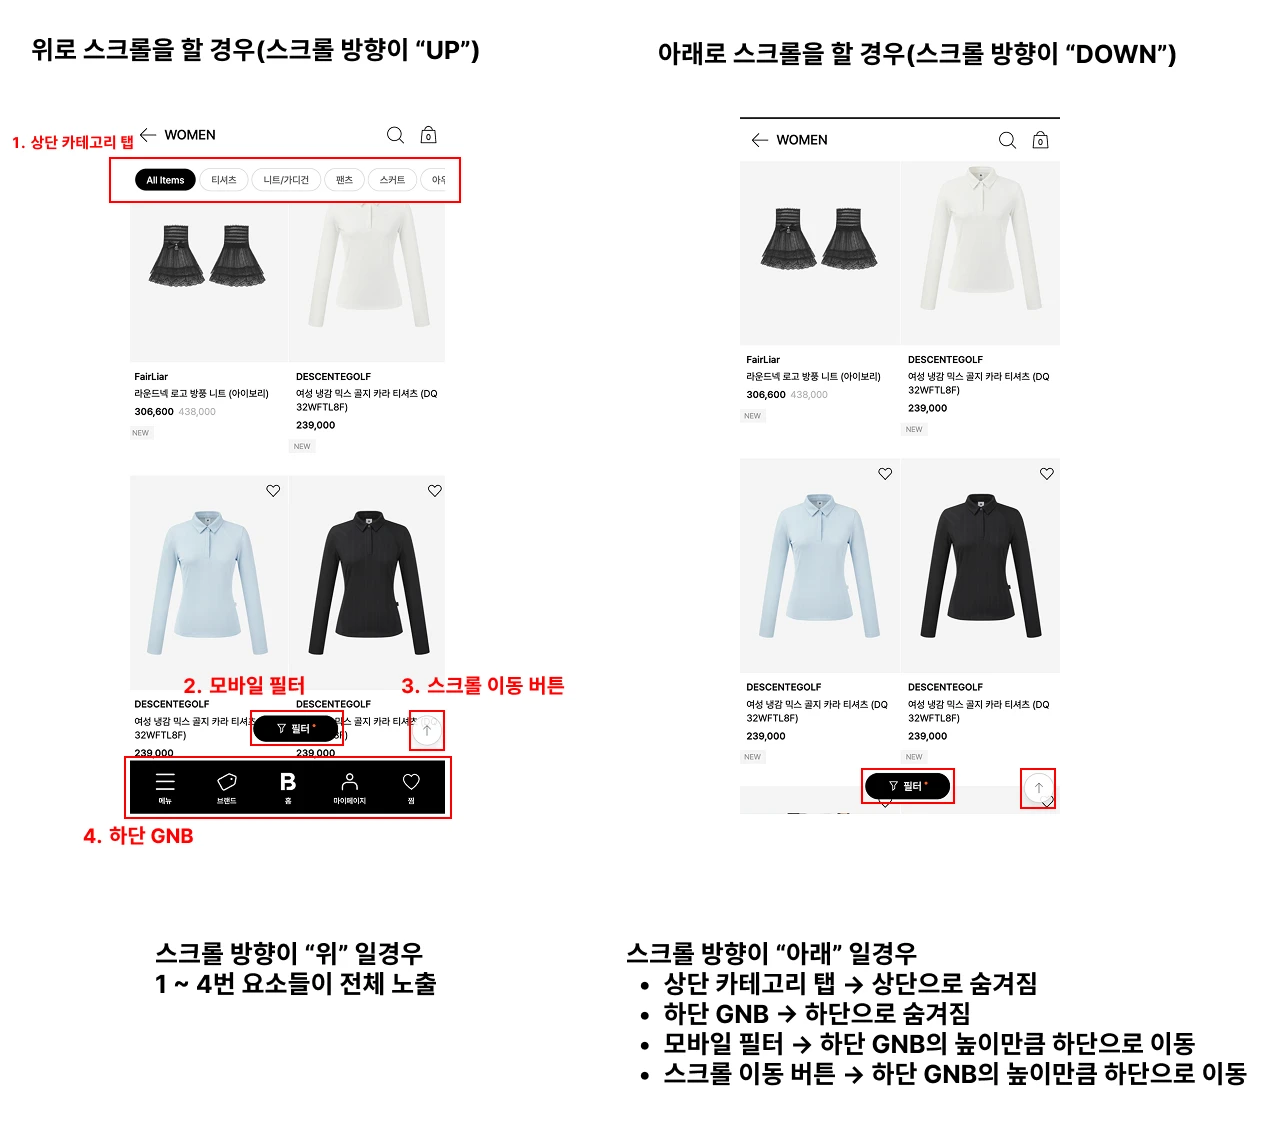 위로 스크롤을 할 경우(스크롤 방향이 “UP”)
1. 상단 카테고리 탭
WOMEN
0
All Items
티셔츠
니트/가디건
팬츠
스커트
FairLiar
라운드넥 로고 방풍 니트 (아이보리)
306,600 438,000
NEW
DESCENTEGOLF
여성 냉감 믹스 골지 카라 티셔츠 (DQ
32WFTL8F)
239,000
NEW
2. 모바일 필터
3. 스크롤 이동 버튼
DESCENTEGOLF
여성 냉감 믹스 골지 카라 티셔츠
32WFTL8F)
239,000
DESCENTEGOLF
믹스 골지 카라 티셔츠
239,000
필터
메뉴
브랜드
B
홈
마이페이지
찜
4. 하단 GNB
스크롤 방향이 “위” 일경우
1 ~ 4번 요소들이 전체 노출
아래로 스크롤을 할 경우(스크롤 방향이 “DOWN”)
WOMEN
0
FairLiar
라운드넥 로고 방풍 니트 (아이보리)
306,600 438,000
NEW
DESCENTEGOLF
여성 냉감 믹스 골지 카라 티셔츠 (DQ
32WFTL8F)
239,000
NEW
DESCENTEGOLF
여성 냉감 믹스 골지 카라 티셔츠 (DQ
32WFTL8F)
239,000
NEW
DESCENTEGOLF
여성 냉감 믹스 골지 카라 티셔츠 (DQ
32WFTL8F)
239,000
NEW
필터
스크롤 방향이 “아래” 일경우
• 상단 카테고리 탭 → 상단으로 숨겨짐
• 하단 GNB → 하단으로 숨겨짐
• 모바일 필터 → 하단 GNB의 높이만큼 하단으로 이동
• 스크롤 이동 버튼 → 하단 GNB의 높이만큼 하단으로 이동